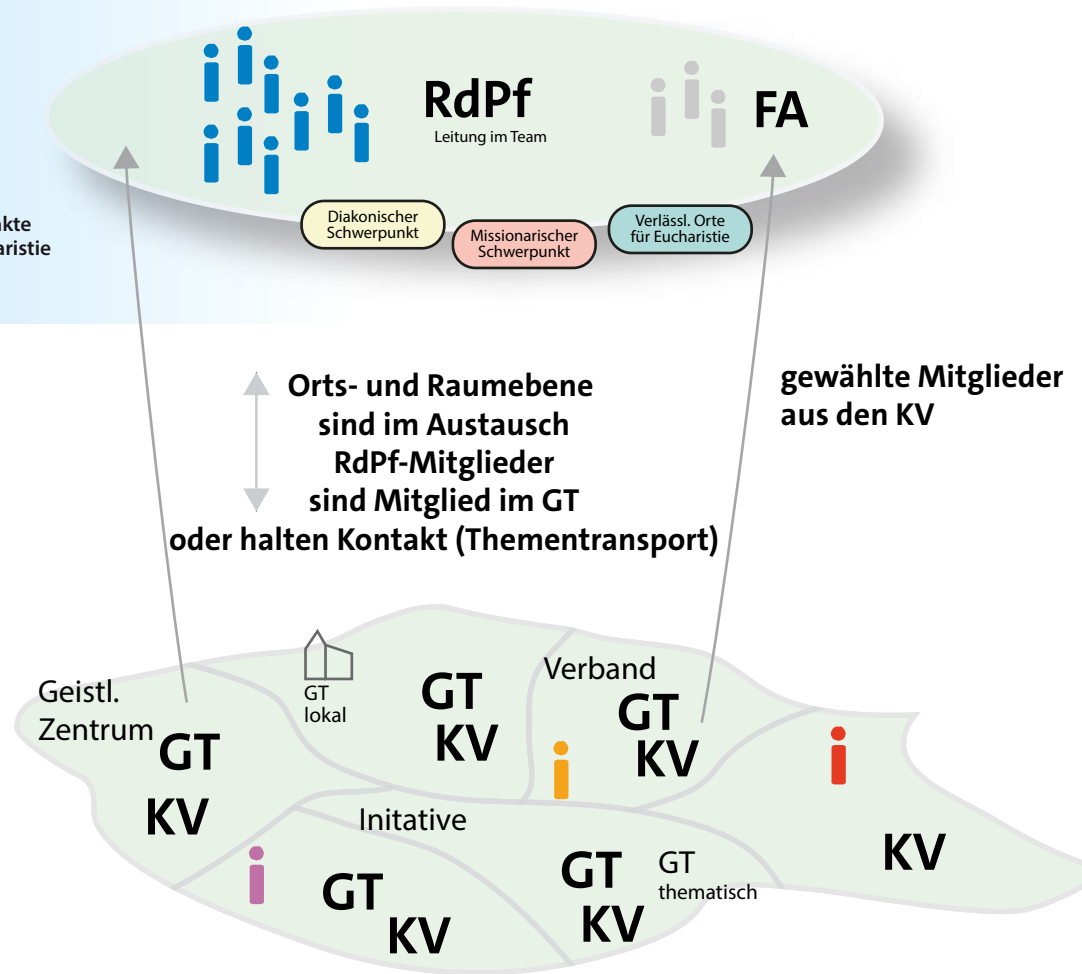 RdPf
Leitung im Team
FA
Diakonischer
Schwerpunkt
Missionarischer
Schwerpunkt
Verlässl. Orte
für Eucharistie
Orts- und Raumebene
sind im Austausch
RdPf-Mitglieder
sind Mitglied im GT
oder halten Kontakt (Thementransport)
gewählte Mitglieder
aus den KV
Geistl.
Zentrum
GT
KV
GT
lokal
GT
KV
Verband
GT
KV
Initative
GT
KV
GT
KV
GT
thematisch
KV